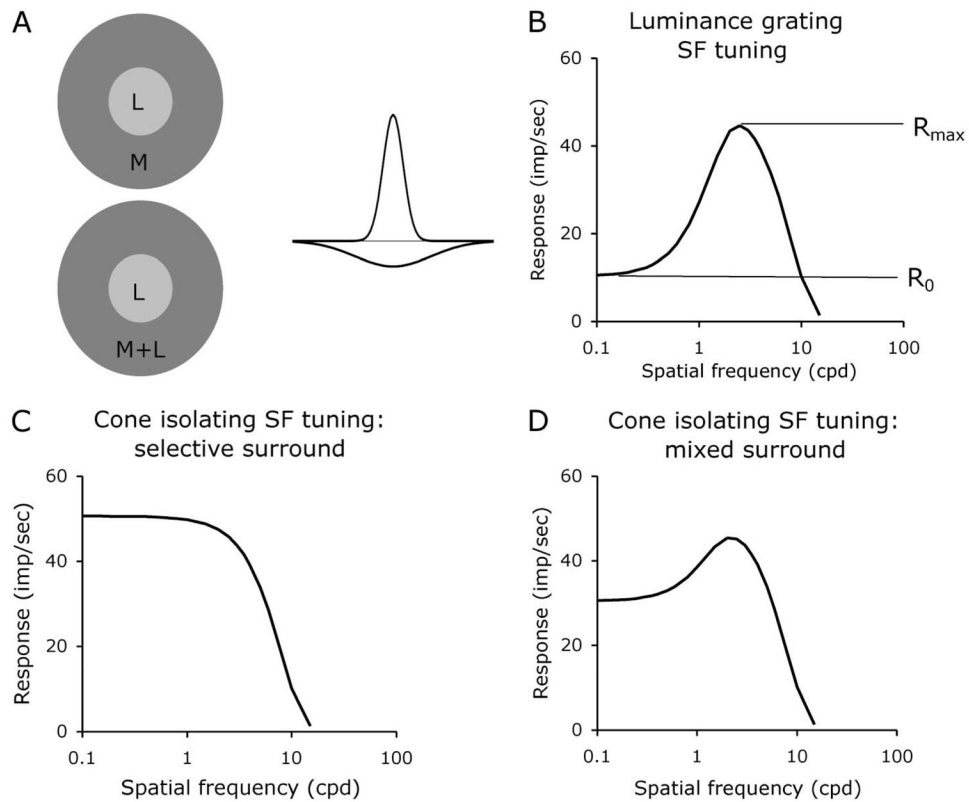 A
L
M
L
M+L
B
Luminance grating
SF tuning
60
40
20
0
Response (imp/sec)
R_max
R_0
0.1 1 10 100
Spatial frequency (cpd)
C
Cone isolating SF tuning:
selective surround
60
40
20
0
Response (imp/sec)
0.1 1 10 100
Spatial frequency (cpd)
D
Cone isolating SF tuning:
mixed surround
60
40
20
0
Response (imp/sec)
0.1 1 10 100
Spatial frequency (cpd)